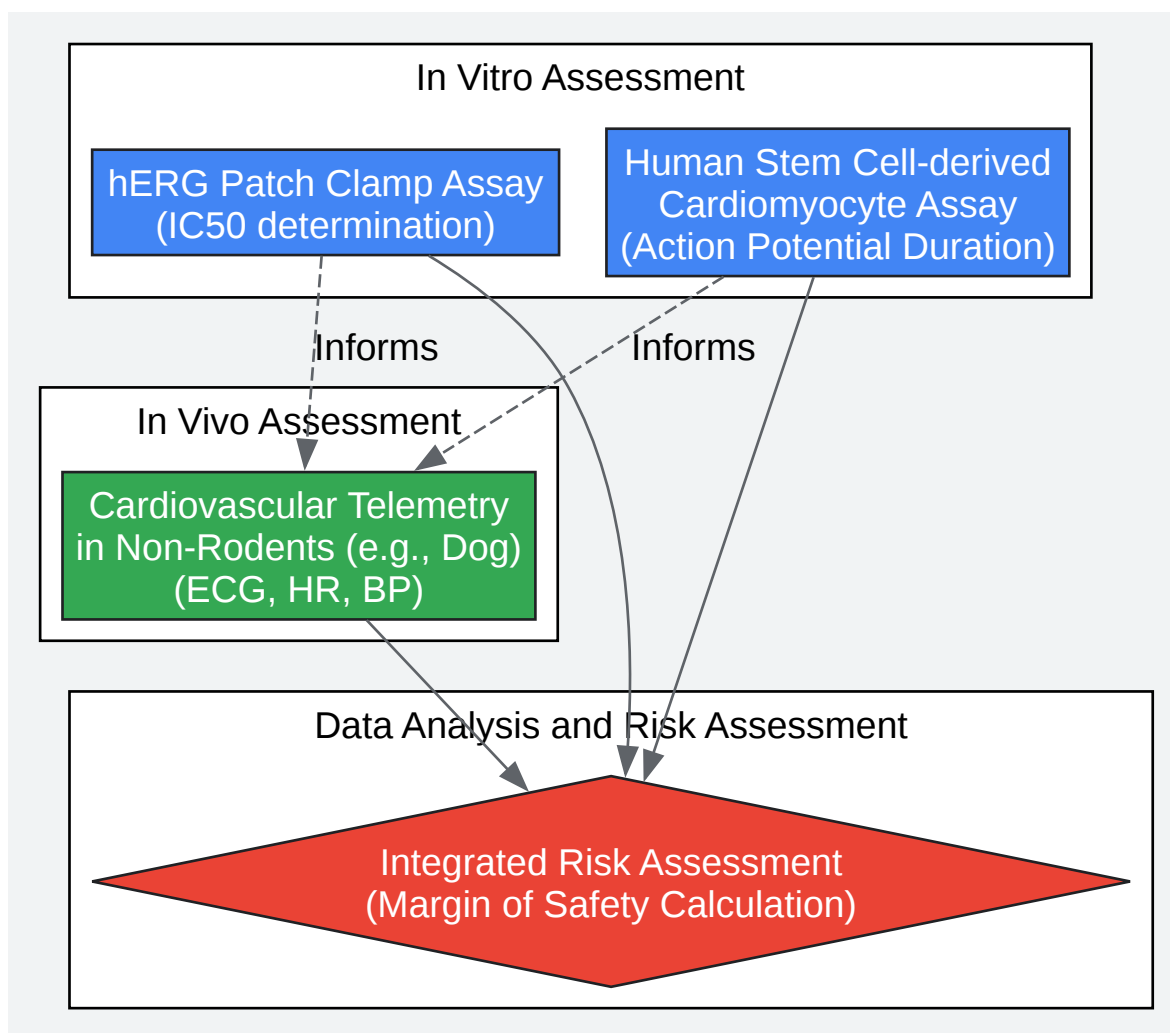 In Vitro Assessment
hERG Patch Clamp Assay
(IC50 determination)
Human Stem Cell-derived
Cardiomyocyte Assay
(Action Potential Duration)
Informs
Informs
In Vivo Assessment
Cardiovascular Telemetry
in Non-Rodents (e.g., Dog)
(ECG, HR, BP)
Data Analysis and Risk Assessment
Integrated Risk Assessment
(Margin of Safety Calculation)